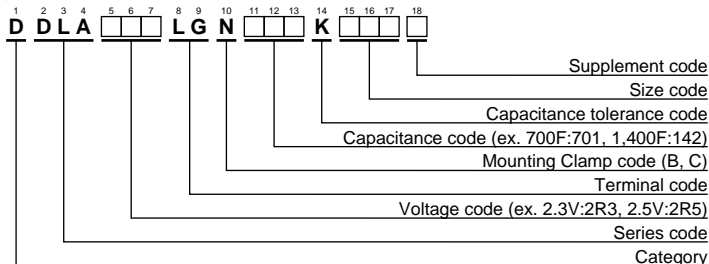 1 2 3 4 5 6 7 8 9 10 11 12 13 14 15 16 17 18
D DLA □□□ LG N □□□ K □□□ □
Supplement code
Size code
Capacitance tolerance code
Capacitance code (ex. 700F:701, 1,400F:142)
Mounting Clamp code (B, C)
Terminal code
Voltage code (ex. 2.3V:2R3, 2.5V:2R5)
Series code
Category